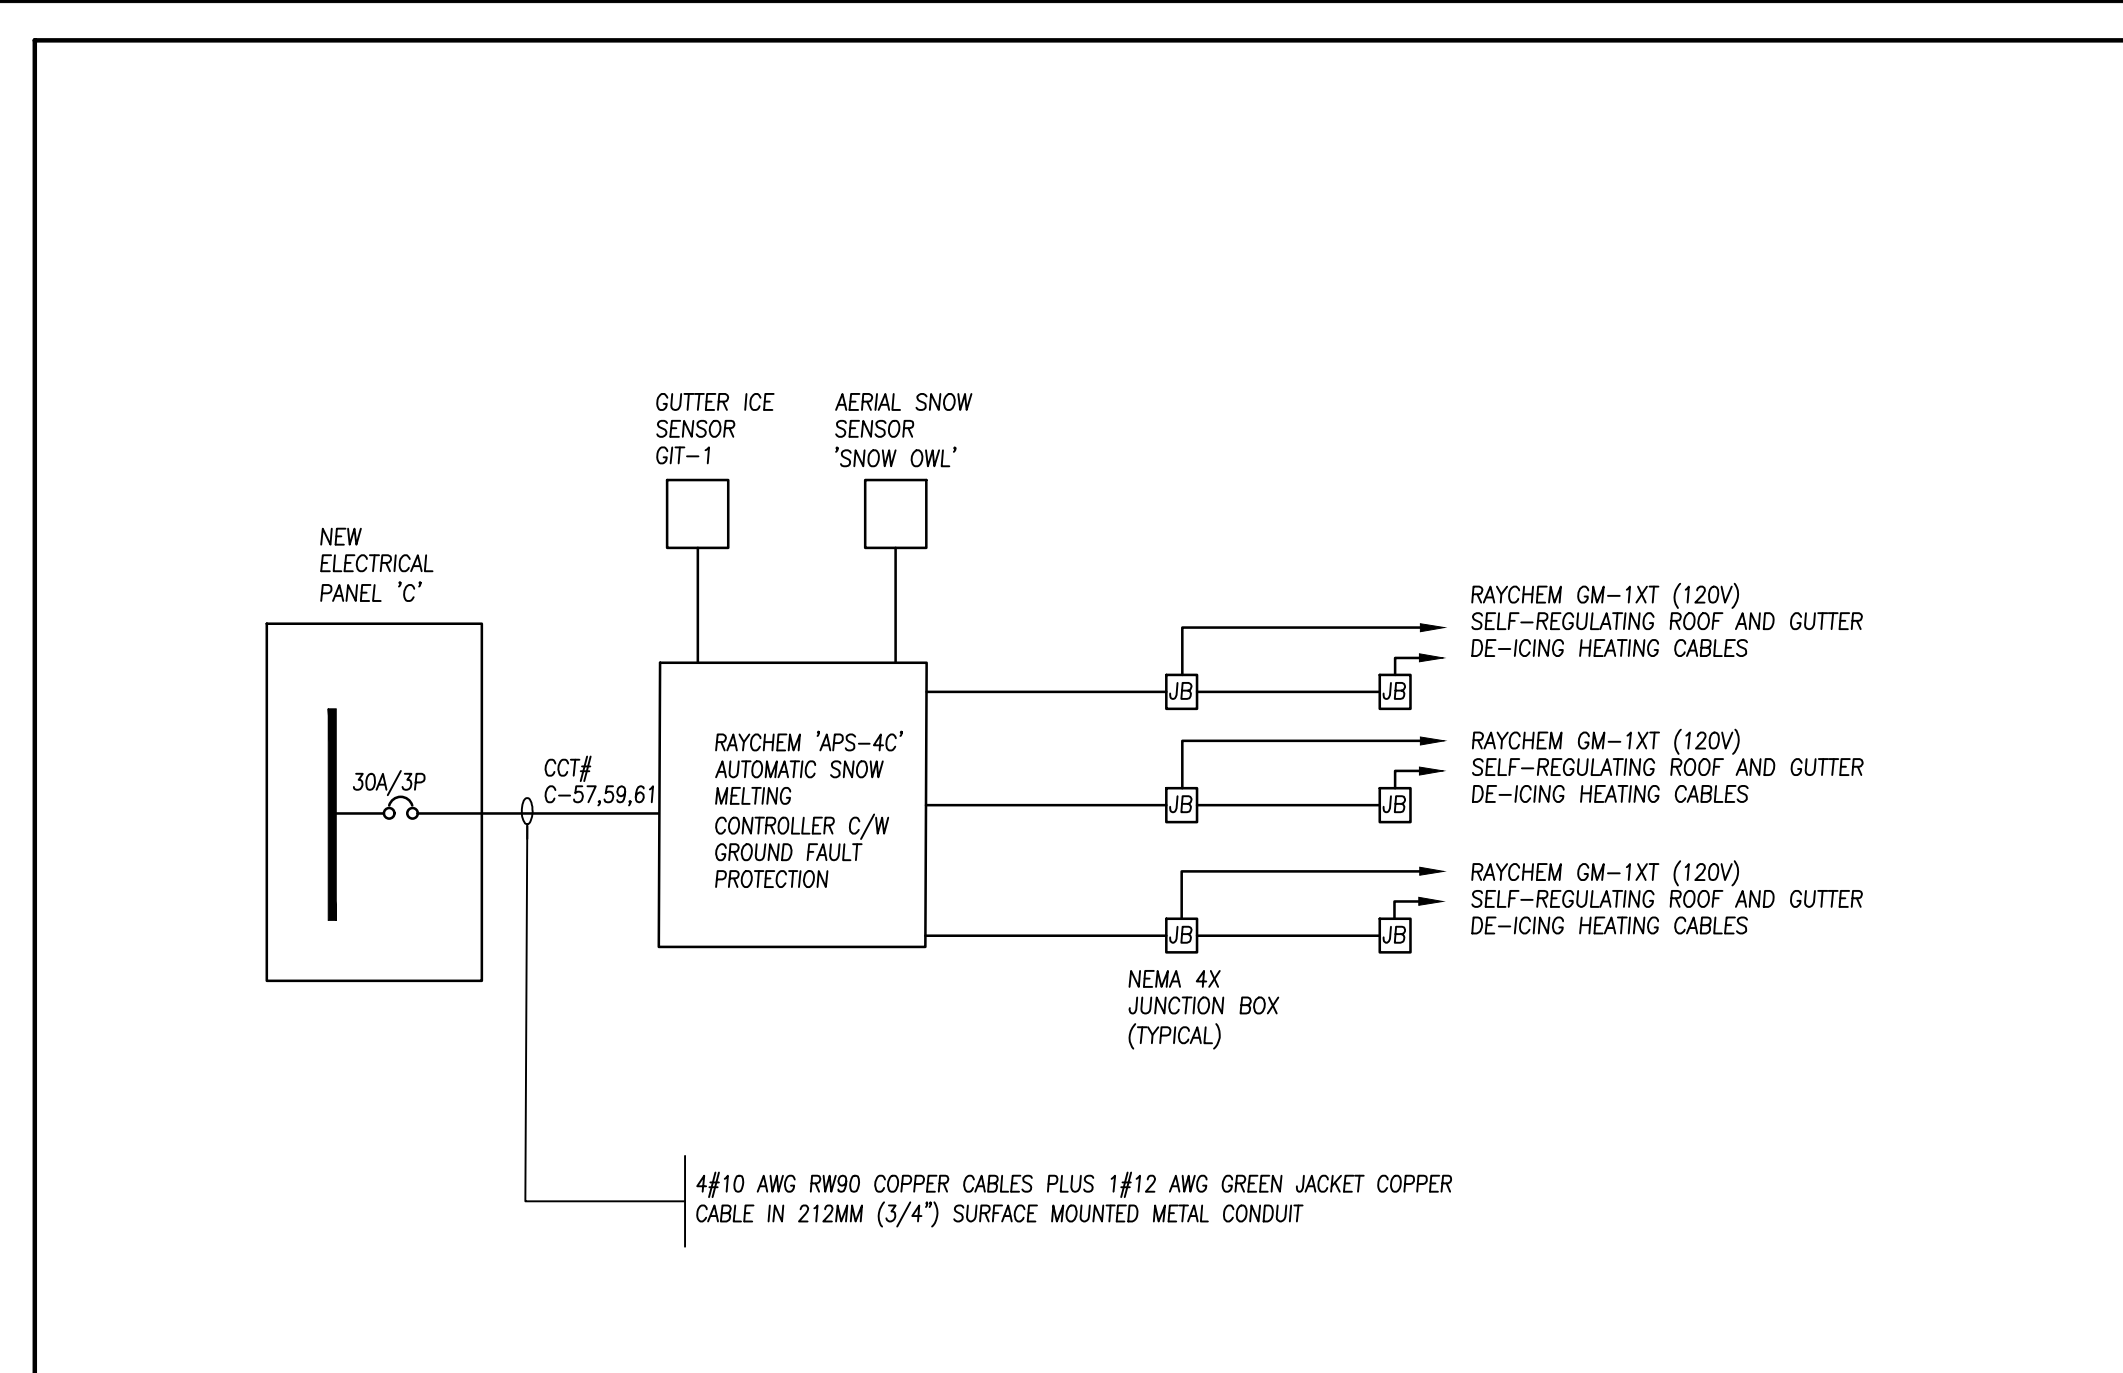 GUTTER ICE
SENSOR
GIT-1
AERIAL SNOW
SENSOR
'SNOW OWL'
NEW
ELECTRICAL
PANEL 'C'
30A/3P
CCT#
C-57,59,61
RAYCHEM 'APS-4C'
AUTOMATIC SNOW
MELTING
CONTROLLER C/W
GROUND FAULT
PROTECTION
RAYCHEM GM-1XT (120V)
SELF-REGULATING ROOF AND GUTTER
DE-ICING HEATING CABLES
JB
JB
RAYCHEM GM-1XT (120V)
SELF-REGULATING ROOF AND GUTTER
DE-ICING HEATING CABLES
JB
JB
RAYCHEM GM-1XT (120V)
SELF-REGULATING ROOF AND GUTTER
DE-ICING HEATING CABLES
JB
JB
NEMA 4X
JUNCTION BOX
(TYPICAL)
4#10 AWG RW90 COPPER CABLES PLUS 1#12 AWG GREEN JACKET COPPER
CABLE IN 212MM (3/4") SURFACE MOUNTED METAL CONDUIT